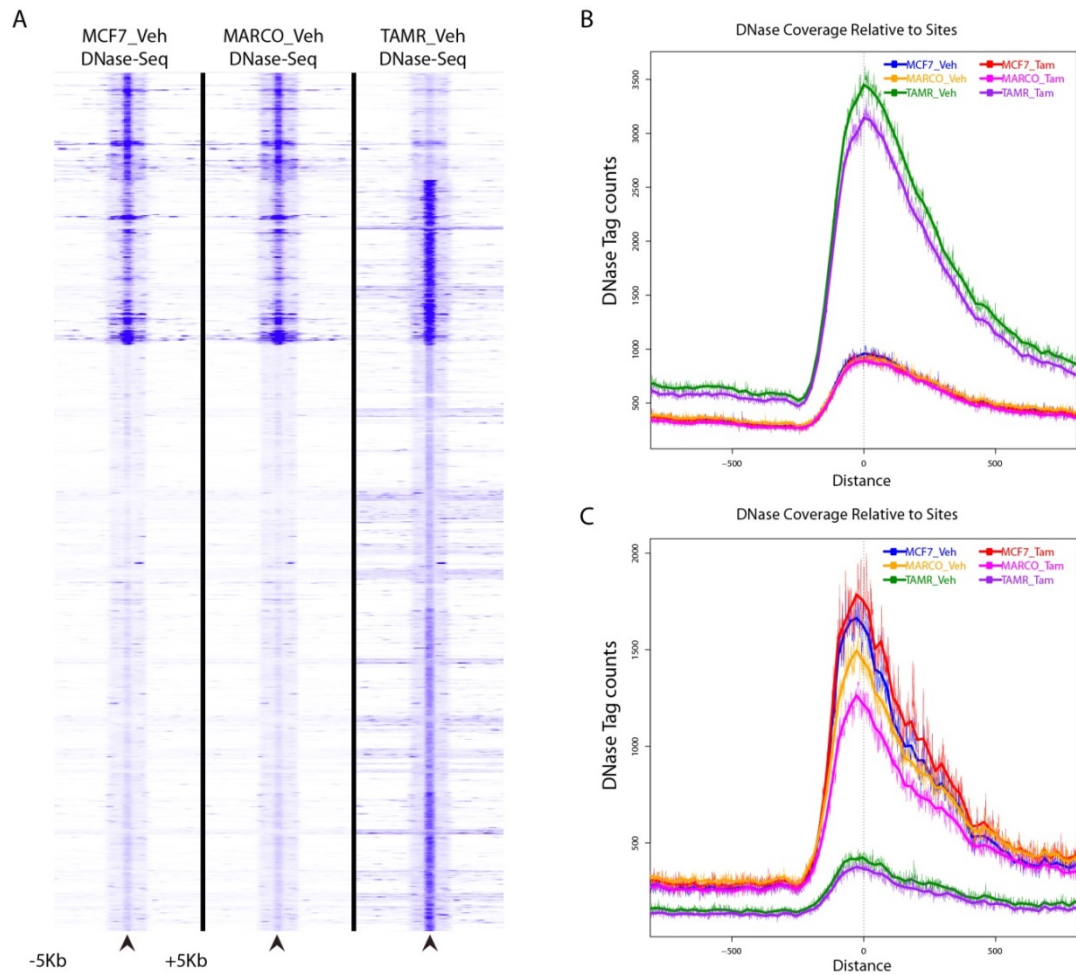 A
MCF7_Veh
DNase-Seq
MARCO_Veh
DNase-Seq
TAMR_Veh
DNase-Seq
-5Kb
+5Kb
B
DNase Coverage Relative to Sites
MCF7_Veh
MCF7_Tam
MARCO_Veh
MARCO_Tam
TAMR_Veh
TAMR_Tam
DNase Tag counts
3500
3000
2500
2000
1500
1000
500
−500
0
500
Distance
C
DNase Coverage Relative to Sites
MCF7_Veh
MCF7_Tam
MARCO_Veh
MARCO_Tam
TAMR_Veh
TAMR_Tam
DNase Tag counts
2000
1500
1000
500
−500
0
500
Distance